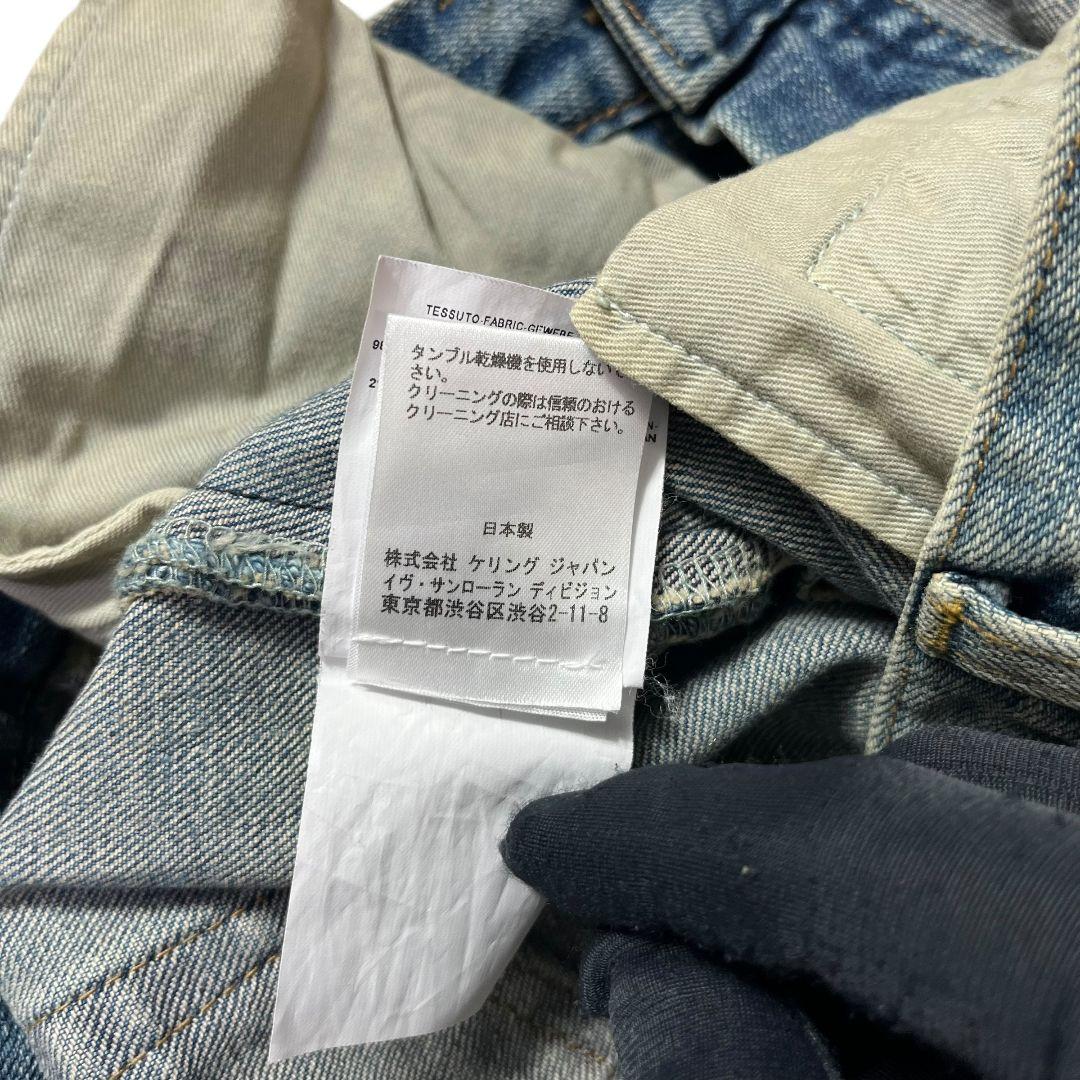 TESSUTO-FABRIC-GEWEBE
タンブル乾燥機を使用しないで
さい。
クリーニングの際は信頼のおける
クリーニング店にご相談下さい。
日本製
株式会社 ケリング ジャパン
イヴ・サンローラン ディビジョン
東京都渋谷区渋谷2-11-8